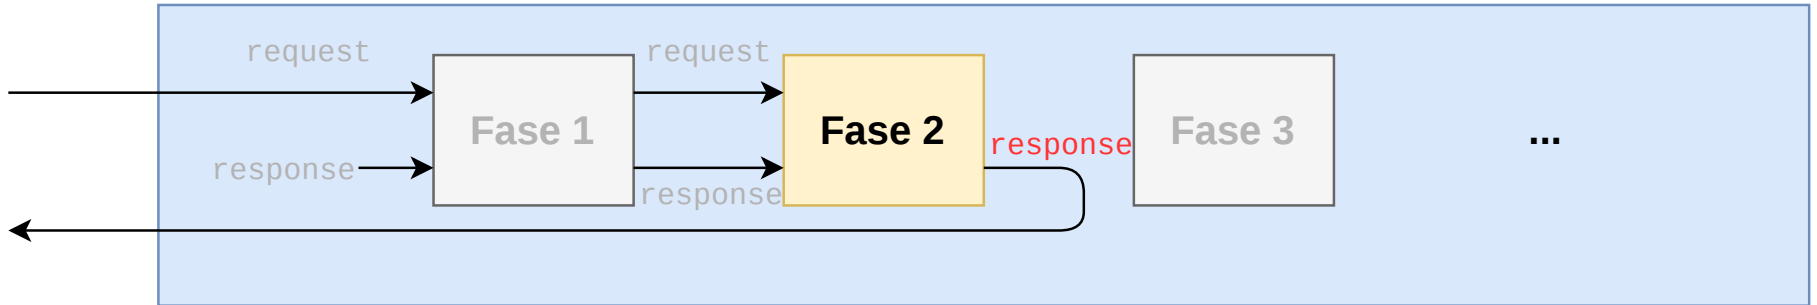 request
request
Fase 1
Fase 2
response
Fase 3
...
response
response